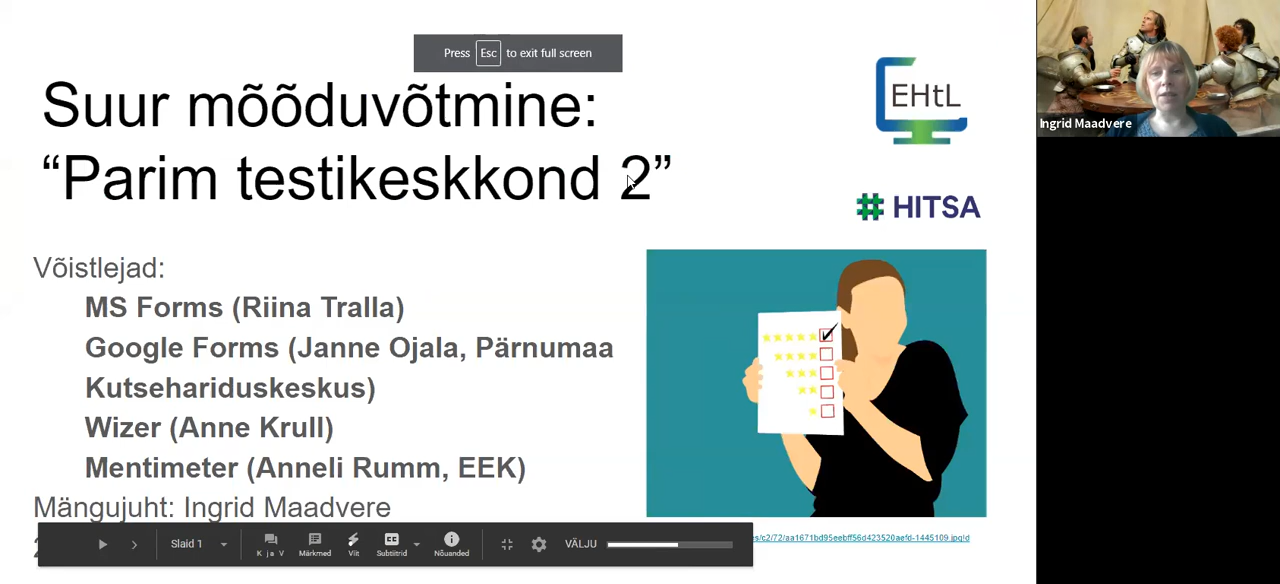 Press Esc to exit full screen
Suur mõõduvõtmine:
“Parim testikeskkond 2”
EHtL
HITSA
Võistlejad:
MS Forms (Riina Tralla)
Google Forms (Janne Ojala, Pärnumaa
Kutsehariduskeskus)
Wizer (Anne Krull)
Mentimeter (Anneli Rumm, EEK)
Mängujuht: Ingrid Maadvere
Slaid 1
K ja V
Märkmed
Viit
Subtiitrid
Nõuanded
VÄLJU
Ingrid Maadvere